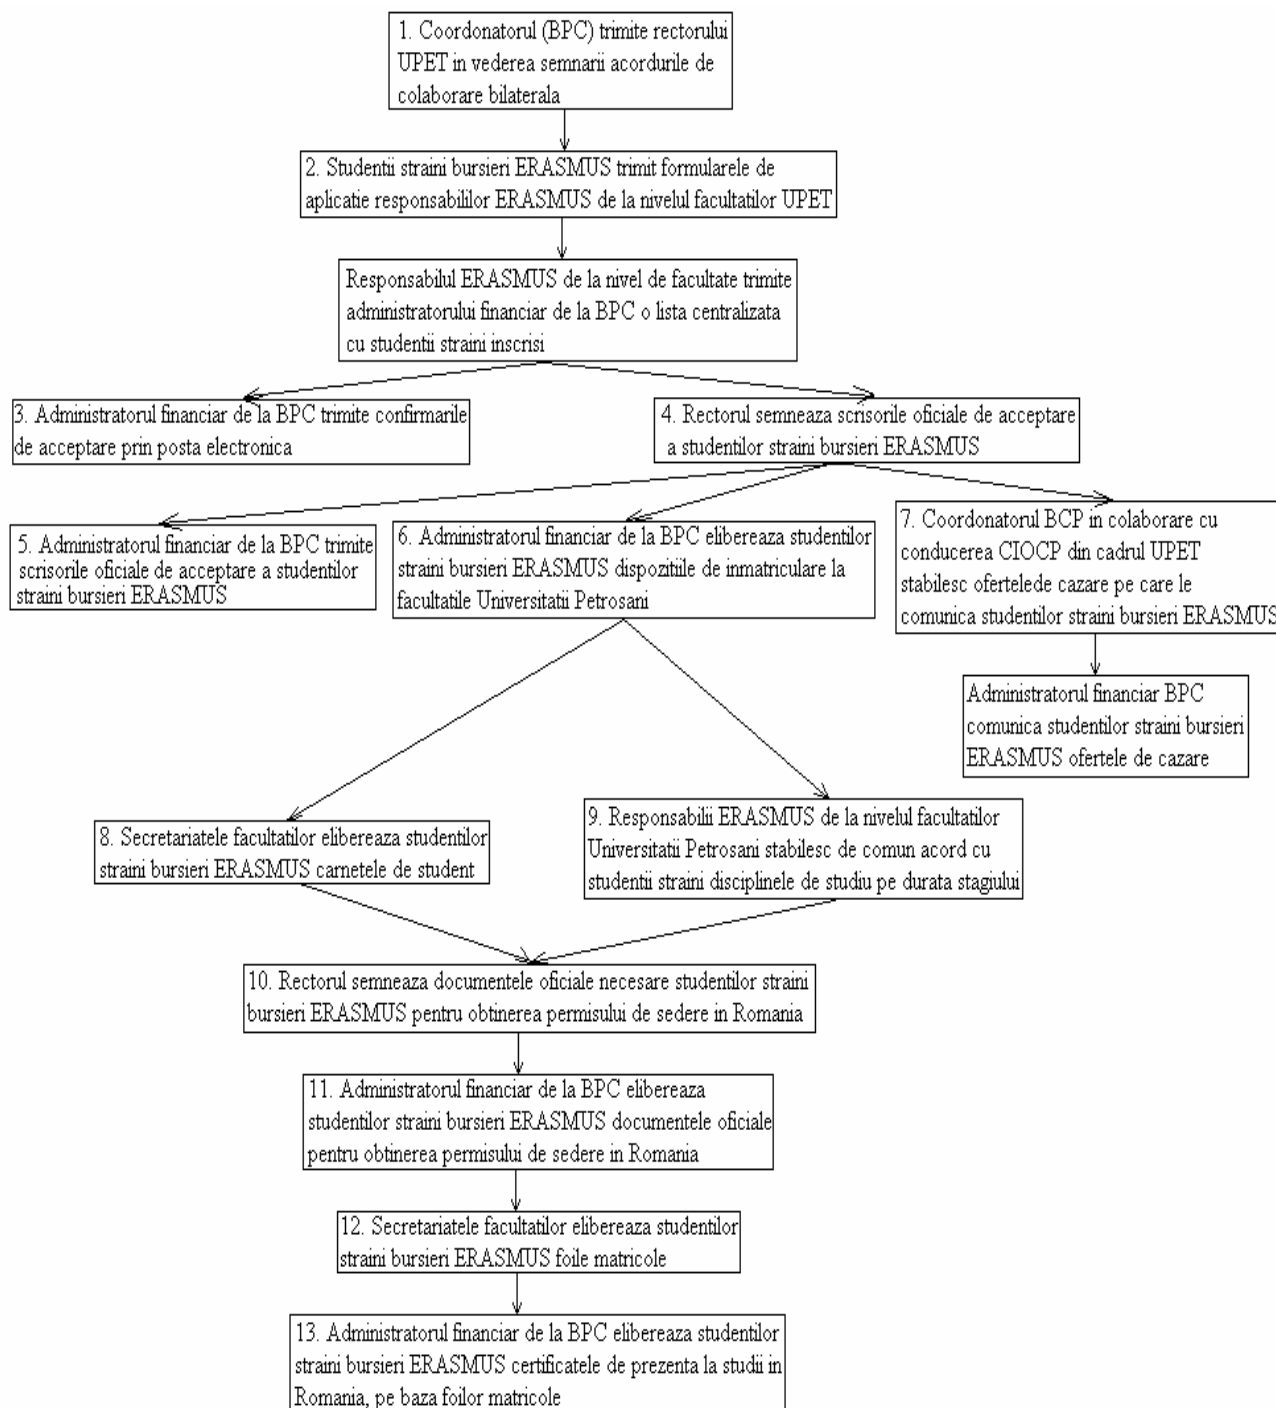 1. Coordonatorul (BPC) trimite rectorului
UPET in vederea semnarii acordurile de
colaborare bilaterala
2. Studentii straini bursieri ERASMUS trimit formularele de
aplicatie responsabililor ERASMUS de la nivelul facultatilor UPET
Responsabilul ERASMUS de la nivel de facultate trimite
administratorului financiar de la BPC o lista centralizata
cu studentii straini inscrisi
3. Administratorul financiar de la BPC trimite confirmarile
de acceptare prin posta electronica
4. Rectorul semneaza scrisorile oficiale de acceptare
a studentilor straini bursieri ERASMUS
5. Administratorul financiar de la BPC trimite
scrisorile oficiale de acceptare a studentilor
straini bursieri ERASMUS
6. Administratorul financiar de la BPC elibereaza studentilor
straini bursieri ERASMUS dispozitiile de inmatriculare la
facultatile Universitatii Petrosani
7. Coordonatorul BCP in colaborare cu
conducerea CIOCP din cadrul UPET
stabilesc ofertelede cazare pe care le
comunica studentilor straini bursieri ERASMUS
Administratorul financiar BPC
comunica studentilor straini bursieri
ERASMUS ofertele de cazare
8. Secretariatele facultatilor elibereaza studentilor
straini bursieri ERASMUS carnetele de student
9. Responsabilii ERASMUS de la nivelul facultatilor
Universitatii Petrosani stabilesc de comun acord cu
studentii straini disciplinele de studiu pe durata stagiului
10. Rectorul semneaza documentele oficiale necesare studentilor straini
bursieri ERASMUS pentru obtinerea permisului de sedere in Romania
11. Administratorul financiar de la BPC elibereaza
studentilor straini bursieri ERASMUS documentele oficiale
pentru obtinerea permisului de sedere in Romania
12. Secretariatele facultatilor elibereaza studentilor
straini bursieri ERASMUS foile matricole
13. Administratorul financiar de la BPC elibereaza studentilor
straini bursieri ERASMUS certificatele de prezenta la studii in
Romania, pe baza foilor matricole